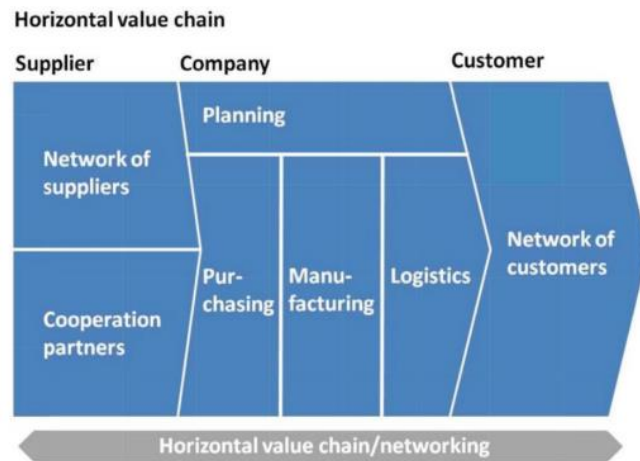 Horizontal value chain
Supplier
Company
Customer
Planning
Network of
suppliers
Cooperation
partners
Pur-
chasing
Manu-
facturing
Logistics
Network of
customers
Horizontal value chain/networking